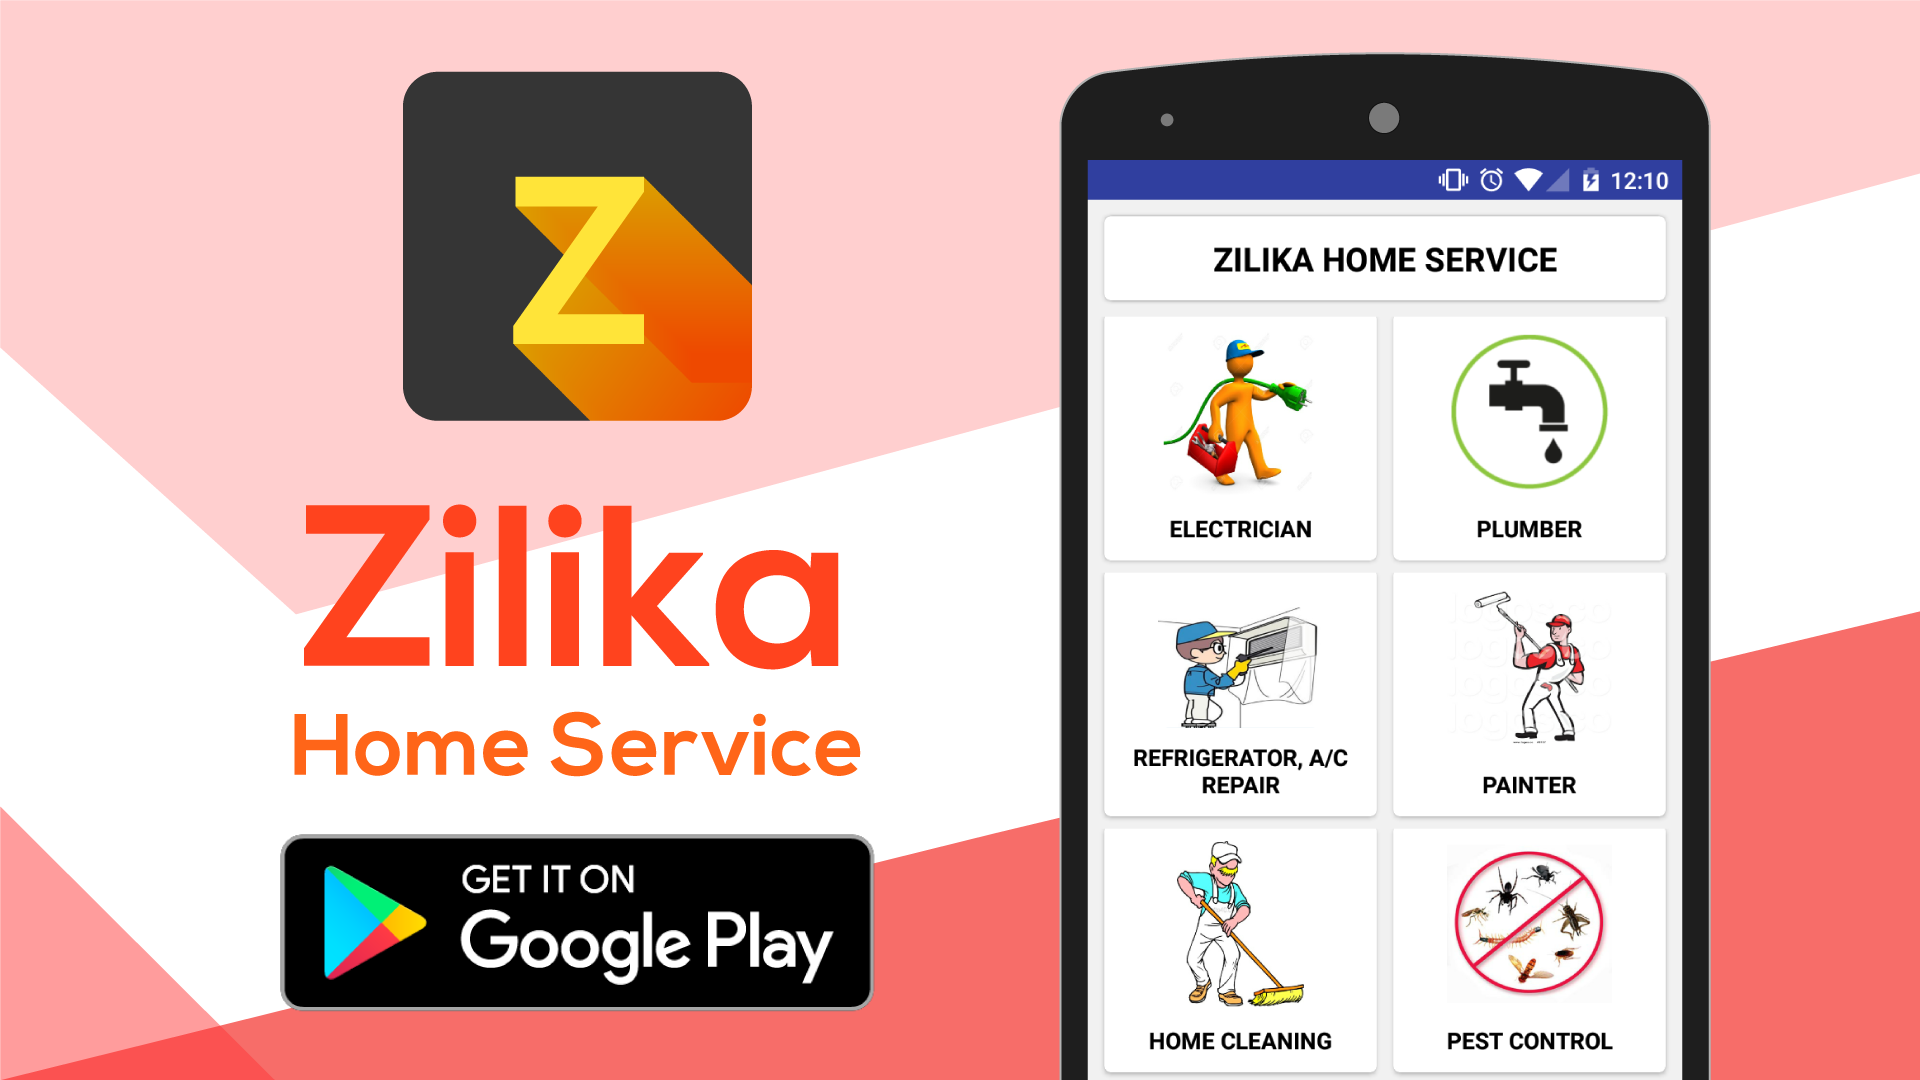 Z
Zilika
Home Service
GET IT ON
Google Play
12:10
ZILIKA HOME SERVICE
ELECTRICIAN
PLUMBER
REFRIGERATOR, A/C
REPAIR
PAINTER
HOME CLEANING
PEST CONTROL